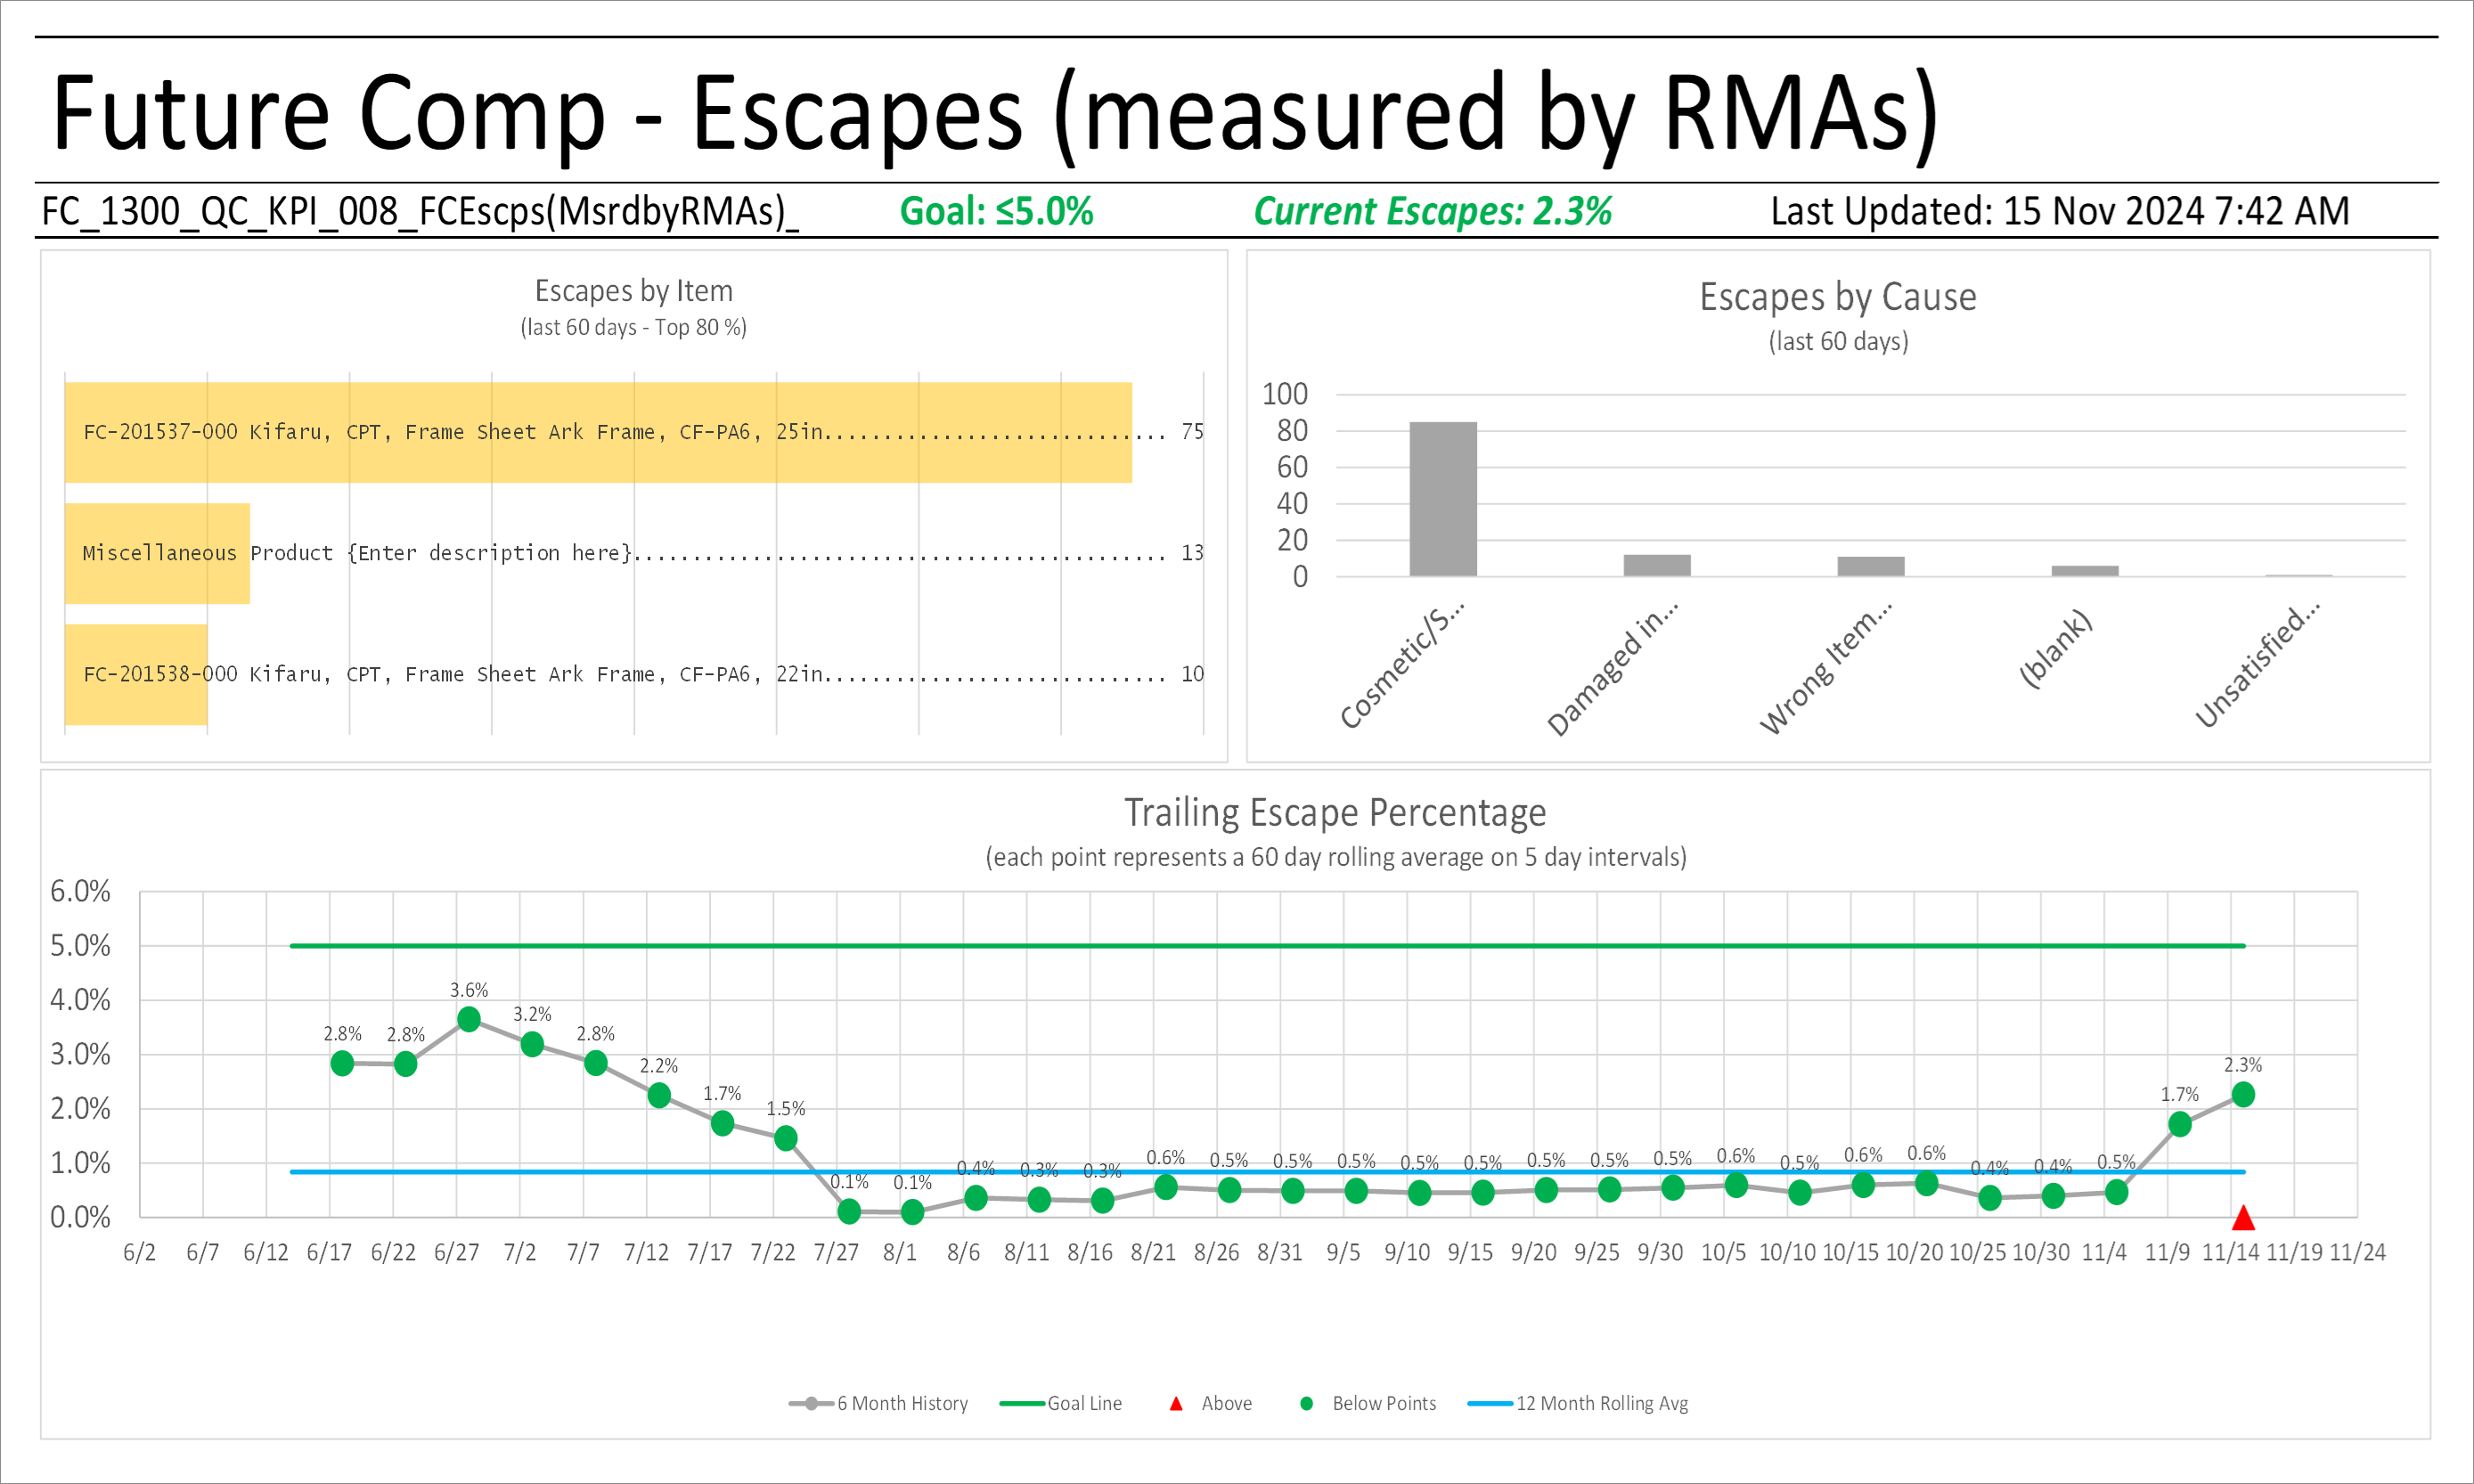 Future Comp - Escapes (measured by RMAs)
FC_1300_QC_KPI_008_FCEscps(MsrdbyRMAs)_ Goal: ≤5.0% Current Escapes: 2.3% Last Updated: 15 Nov 2024 7:42 AM
Escapes by Item
(last 60 days - Top 80 %)
FC-201537-000 Kifaru, CPT, Frame Sheet Ark Frame, CF-PA6, 25in............................. 75
Miscellaneous Product {Enter description here}............................................. 13
FC-201538-000 Kifaru, CPT, Frame Sheet Ark Frame, CF-PA6, 22in............................. 10
Escapes by Cause
(last 60 days)
100
80
60
40
20
0
Cosmetic/S...
Damaged in...
Wrong Item...
(blank)
Unsatisfied...
Trailing Escape Percentage
(each point represents a 60 day rolling average on 5 day intervals)
6.0%
5.0%
4.0%
3.0%
2.0%
1.0%
0.0%
2.8% 2.8% 3.6% 3.2% 2.8% 2.2% 1.7% 1.5% 0.1% 0.1% 0.4% 0.3% 0.3% 0.6% 0.5% 0.5% 0.5% 0.5% 0.5% 0.5% 0.5% 0.5% 0.6% 0.5% 0.6% 0.6% 0.4% 0.4% 0.5% 1.7% 2.3%
6/2 6/7 6/12 6/17 6/22 6/27 7/2 7/7 7/12 7/17 7/22 7/27 8/1 8/6 8/11 8/16 8/21 8/26 8/31 9/5 9/10 9/15 9/20 9/25 9/30 10/5 10/10 10/15 10/20 10/25 10/30 11/4 11/9 11/14 11/19 11/24
6 Month History Goal Line Above Below Points 12 Month Rolling Avg